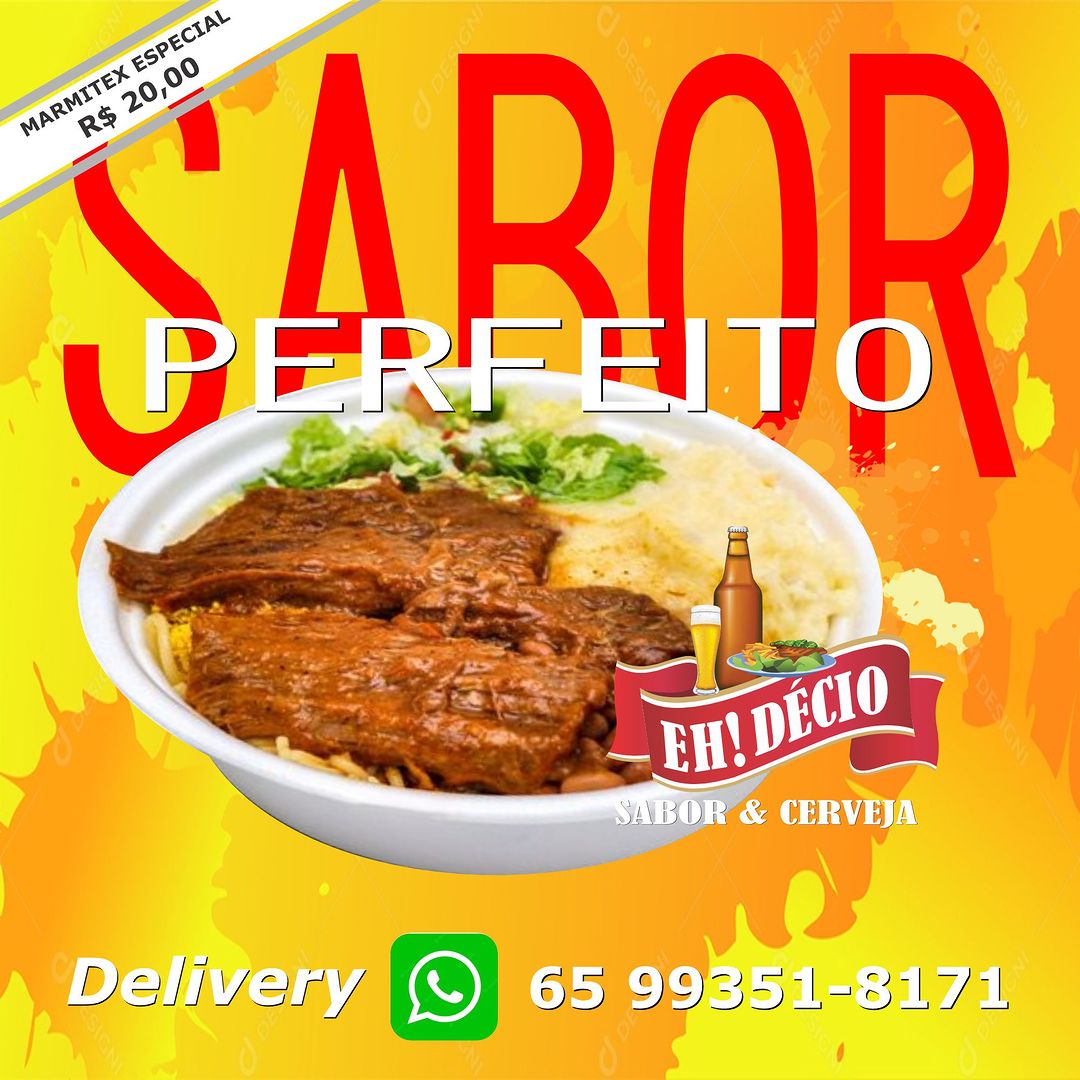 MARMITEX ESPECIAL
R$ 20,00
SABOR
PERFEITO
EH! DÉCIO
SABOR & CERVEJA
Delivery
65 99351-8171